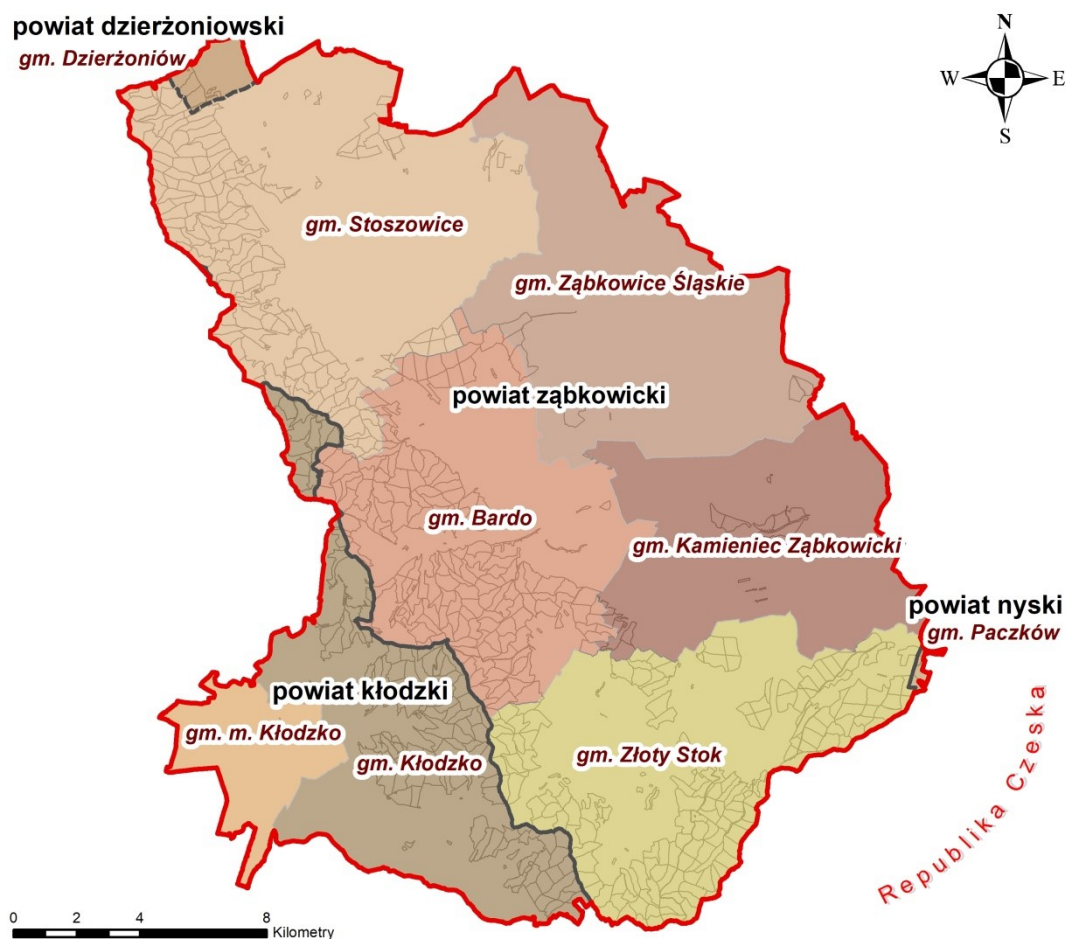 powiat dzierżoniowski
gm. Dzierżoniów
N
W E
S
gm. Stoszowice
gm. Ząbkowice Śląskie
powiat ząbkowicki
gm. Bardo
gm. Kamieniec Ząbkowicki
powiat nyski
gm. Paczków
powiat kłodzki
gm. m. Kłodzko
gm. Kłodzko
gm. Złoty Stok
Republika Czeska
0 2 4 8
Kilometry